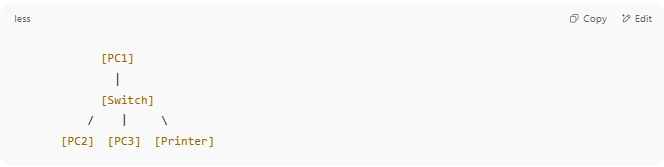 less
Copy
Edit
[PC1]
|
[Switch]
/ | \
[PC2] [PC3] [Printer]